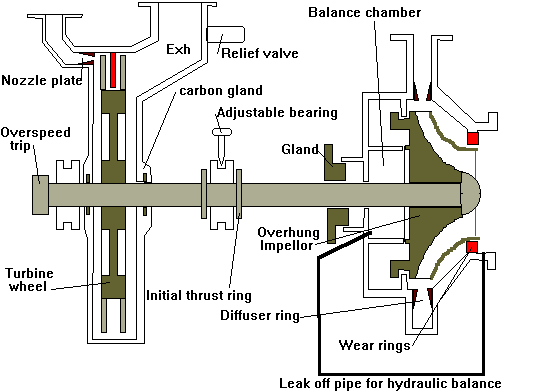 Balance chamber
Exh
Relief valve
Nozzle plate
carbon gland
Adjustable bearing
Overspeed
trip
Gland
Overhung
Impellor
Turbine
wheel
Initial thrust ring
Diffuser ring
Wear rings
Leak off pipe for hydraulic balance